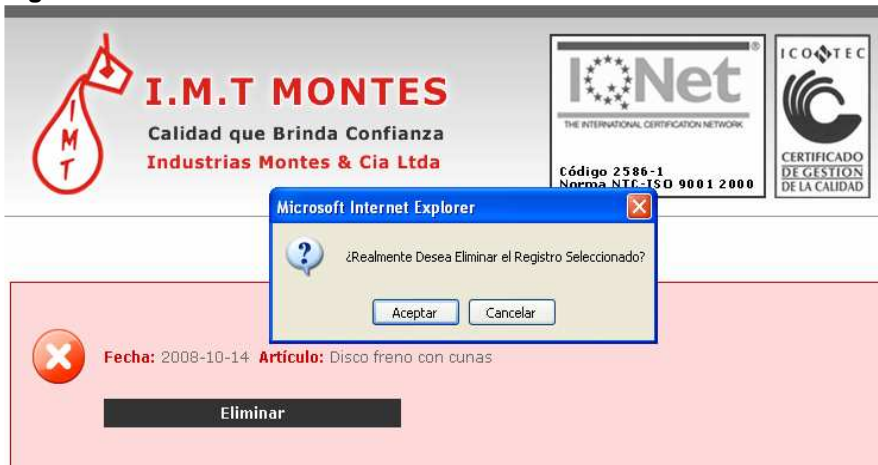 I.M.T MONTES
Calidad que Brinda Confianza
Industrias Montes & Cia Ltda
I
M
T
IQNet
®
THE INTERNATIONAL CERTIFICATION NETWORK
Código 2586-1
Norma NTC-ISO 9001 2000
ICONTEC
CERTIFICADO
DE GESTIÓN
DE LA CALIDAD
Microsoft Internet Explorer
¿Realmente Desea Eliminar el Registro Seleccionado?
Aceptar Cancelar
Fecha: 2008-10-14 Artículo: Disco freno con cunas
Eliminar